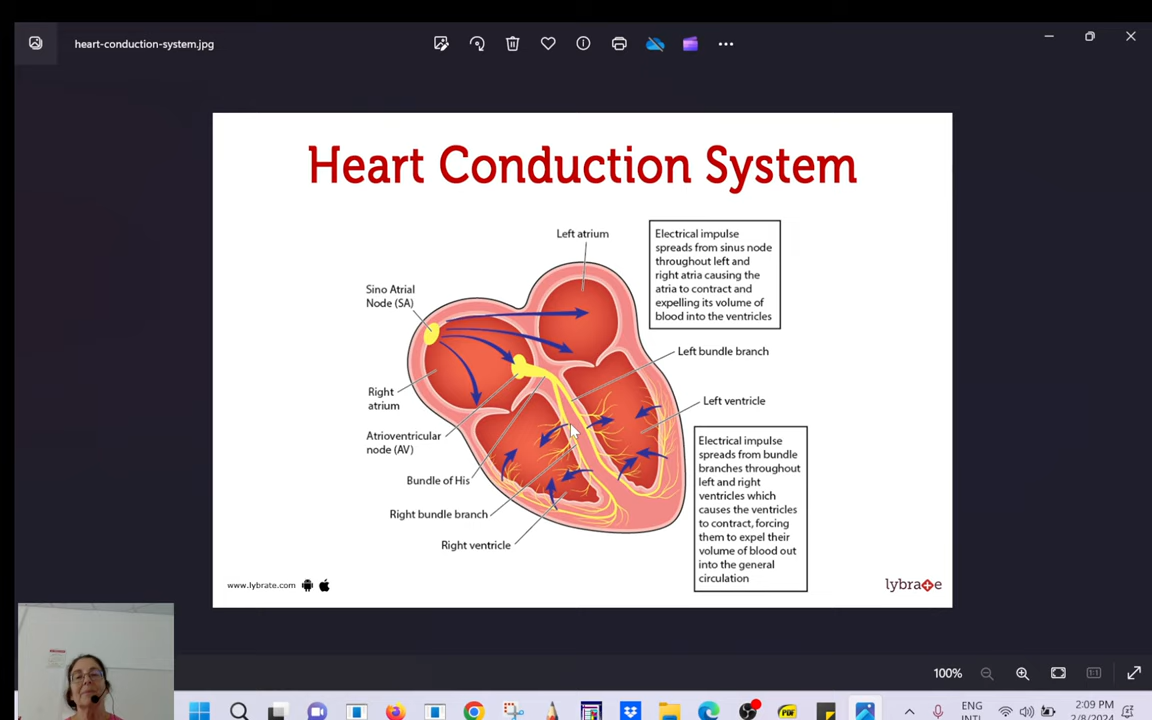 heart-conduction-system.jpg
Heart Conduction System
Left atrium
Electrical impulse
spreads from sinus node
throughout left and
right atria causing the
atria to contract and
expelling its volume of
blood into the ventricles
Sino Atrial
Node (SA)
Left bundle branch
Right
atrium
Left ventricle
Atrioventricular
node (AV)
Electrical impulse
spreads from bundle
branches throughout
left and right
ventricles which
causes the ventricles
to contract, forcing
them to expel their
volume of blood out
into the general
circulation
Bundle of His
Right bundle branch
Right ventricle
www.lybrate.com
lybrate
100%
1:1
PDF
ENG
INTL
2:09 PM